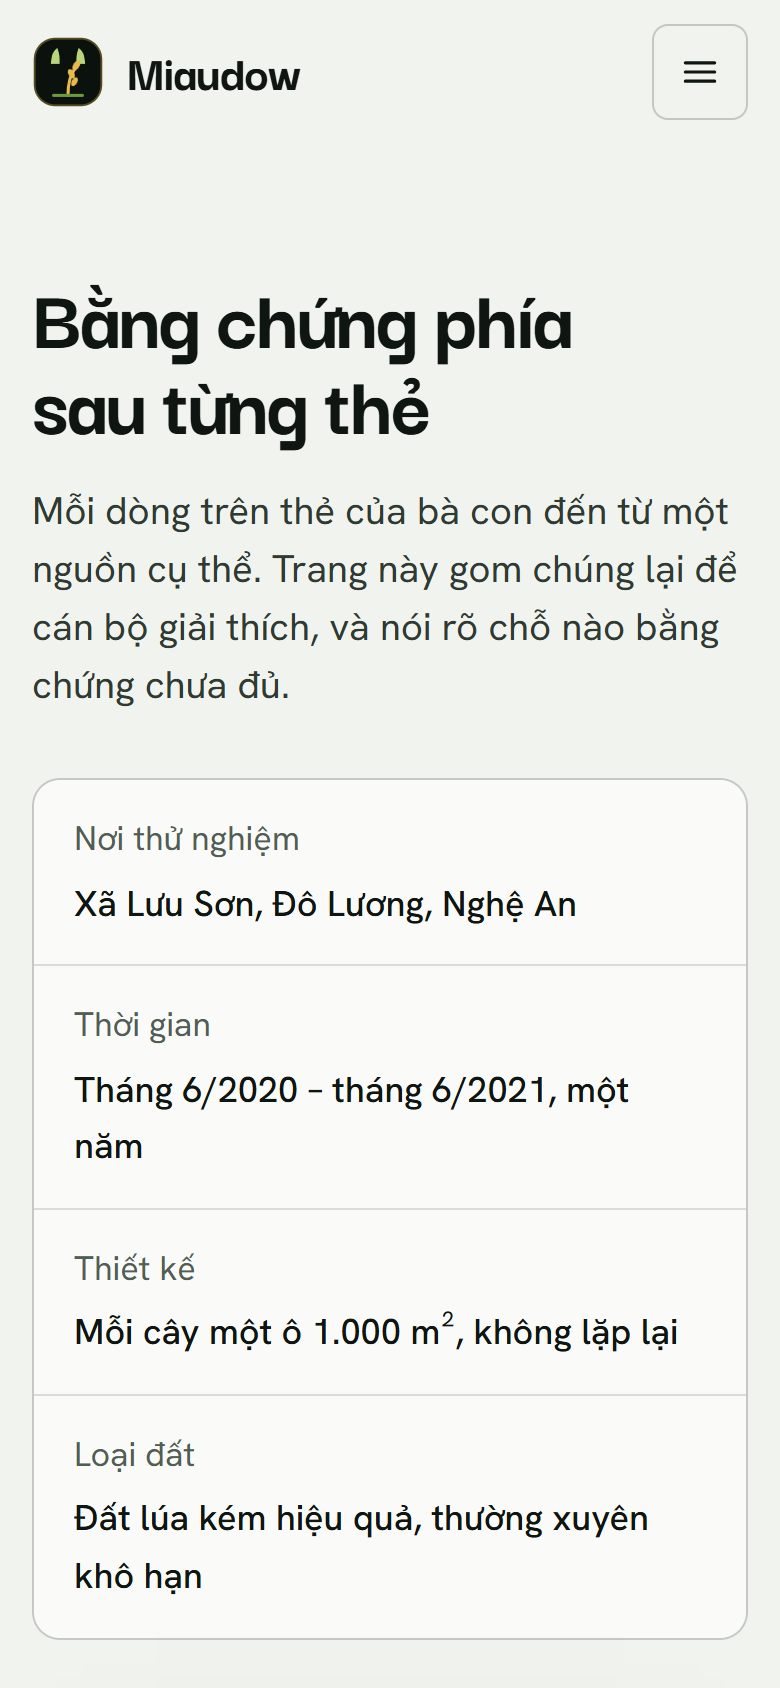 Miaudow
Bằng chứng phía
sau từng thẻ
Mỗi dòng trên thẻ của bà con đến từ một
nguồn cụ thể. Trang này gom chúng lại để
cán bộ giải thích, và nói rõ chỗ nào bằng
chứng chưa đủ.
Nơi thử nghiệm
Xã Lưu Sơn, Đô Lương, Nghệ An
Thời gian
Tháng 6/2020 – tháng 6/2021, một
năm
Thiết kế
Mỗi cây một ô 1.000 m², không lặp lại
Loại đất
Đất lúa kém hiệu quả, thường xuyên
khô hạn